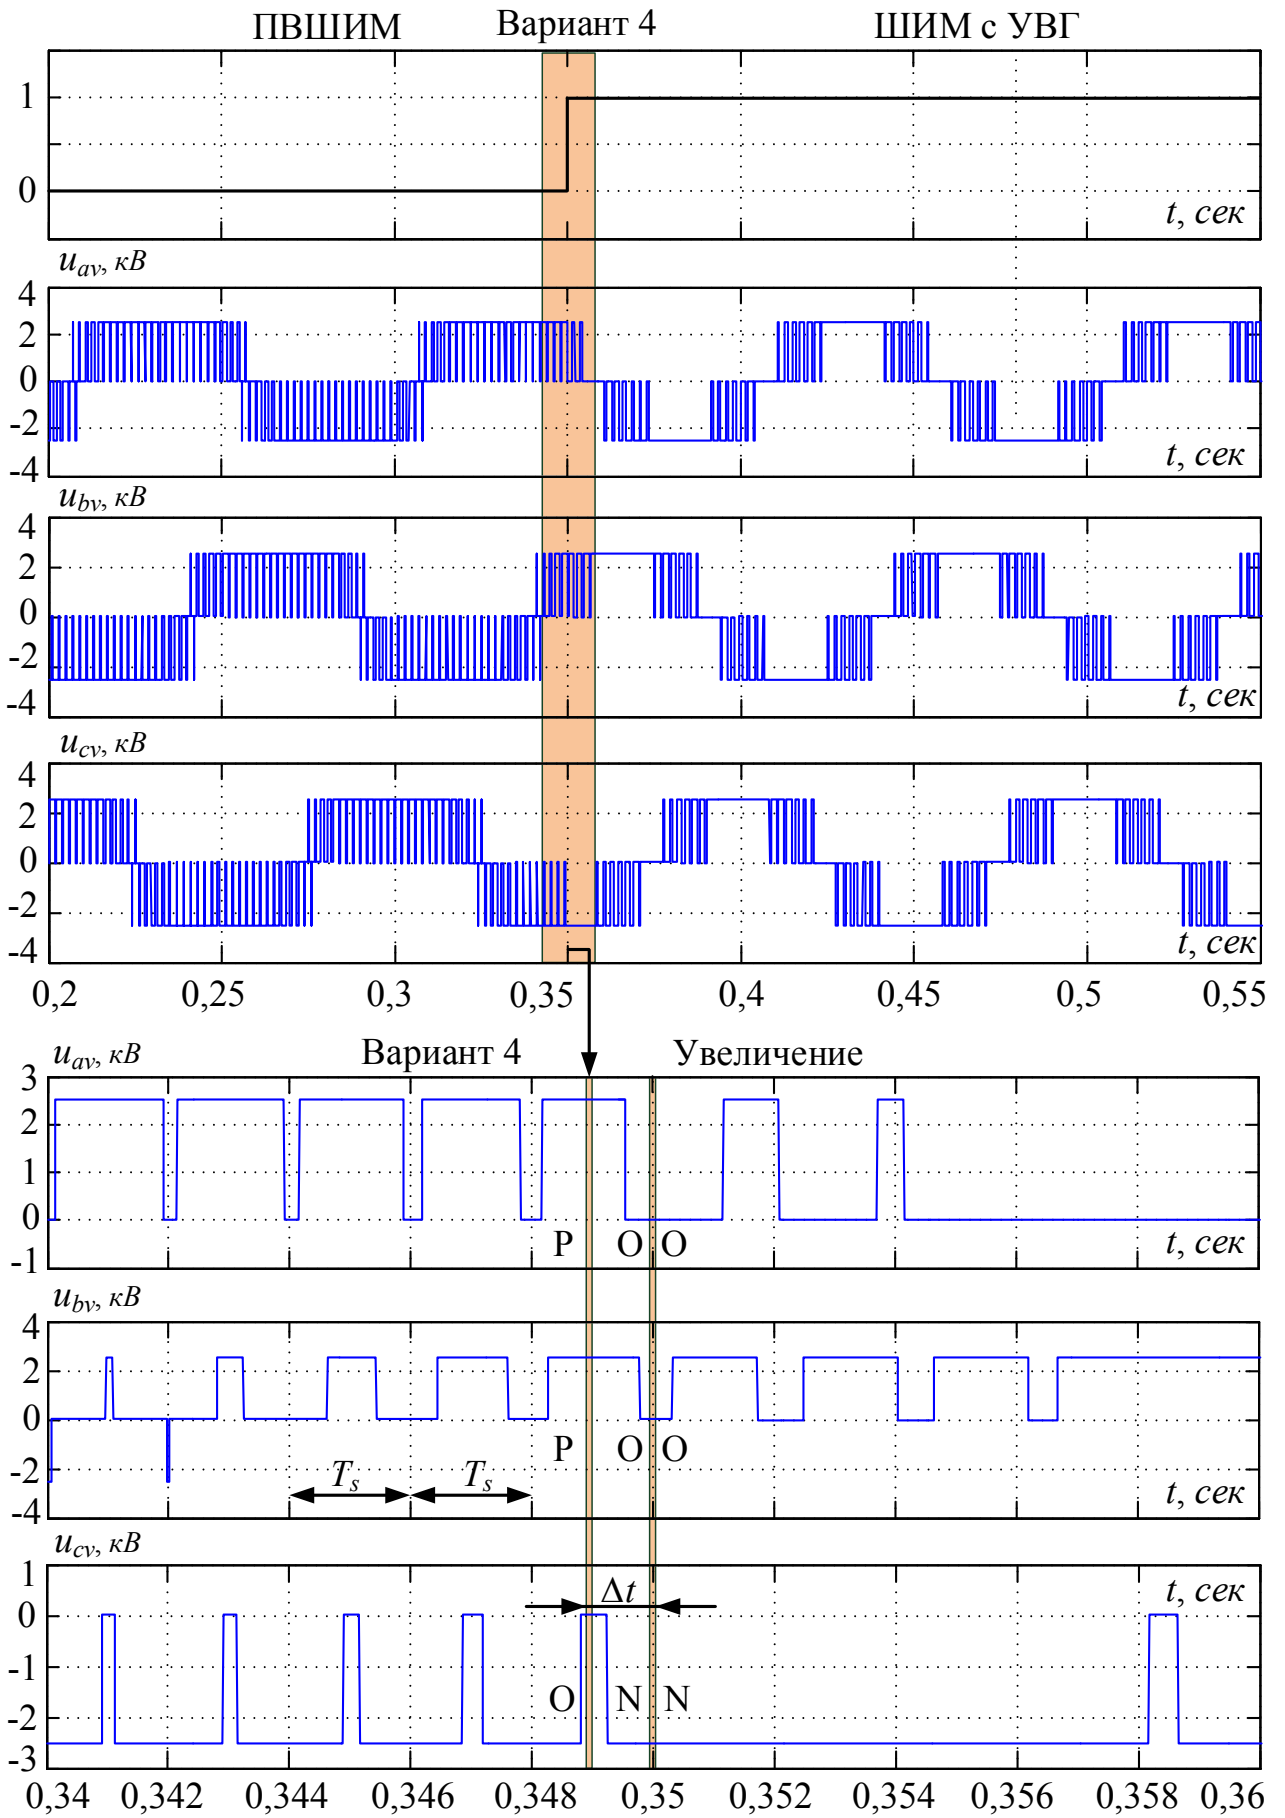 ПВШИМ Вариант 4 ШИМ с УВГ
1
0
t, сек
u_av, кВ
4
2
0
-2
-4
t, сек
u_bv, кВ
4
2
0
-2
-4
t, сек
u_cv, кВ
4
2
0
-2
-4
t, сек
0,2 0,25 0,3 0,35 0,4 0,45 0,5 0,55
u_av, кВ Вариант 4 Увеличение
3
2
1
0
-1
P O O
t, сек
u_bv, кВ
4
2
0
-2
-4
P O O
T_s T_s
t, сек
u_cv, кВ
1
0
-1
-2
-3
Δt
t, сек
O N N
0,34 0,342 0,344 0,346 0,348 0,35 0,352 0,354 0,356 0,358 0,36